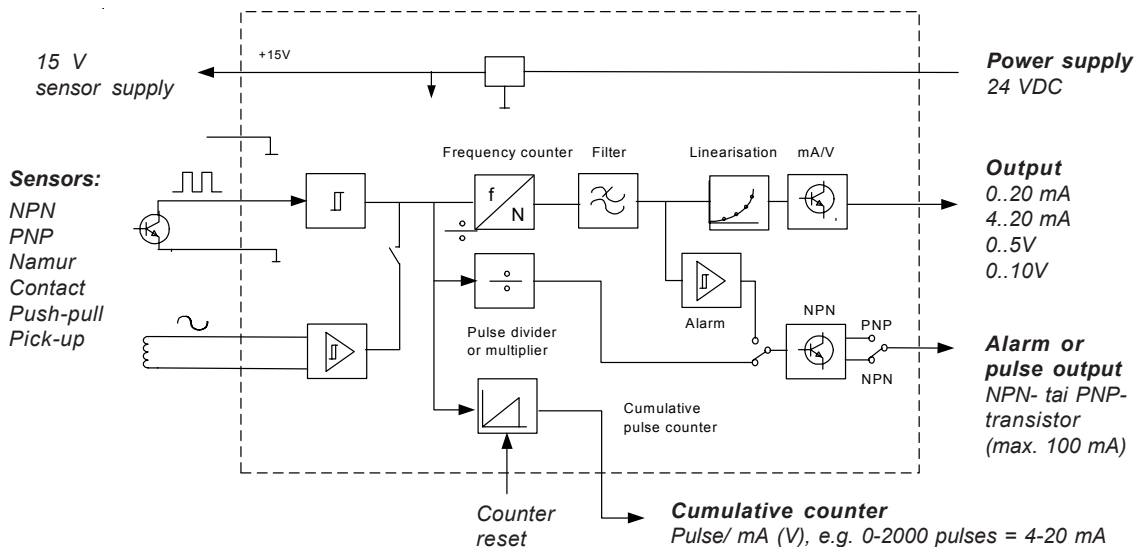 15 V
sensor supply
+15V
Power supply
24 VDC
Sensors:
NPN
PNP
Namur
Contact
Push-pull
Pick-up
Frequency counter
f
N
Filter
Linearisation
mA/V
Output
0..20 mA
4..20 mA
0..5V
0..10V
Pulse divider
or multiplier
Alarm
NPN
PNP
NPN
Alarm or
pulse output
NPN- tai PNP-
transistor
(max. 100 mA)
Cumulative
pulse counter
Counter
reset
Cumulative counter
Pulse/ mA (V), e.g. 0-2000 pulses = 4-20 mA